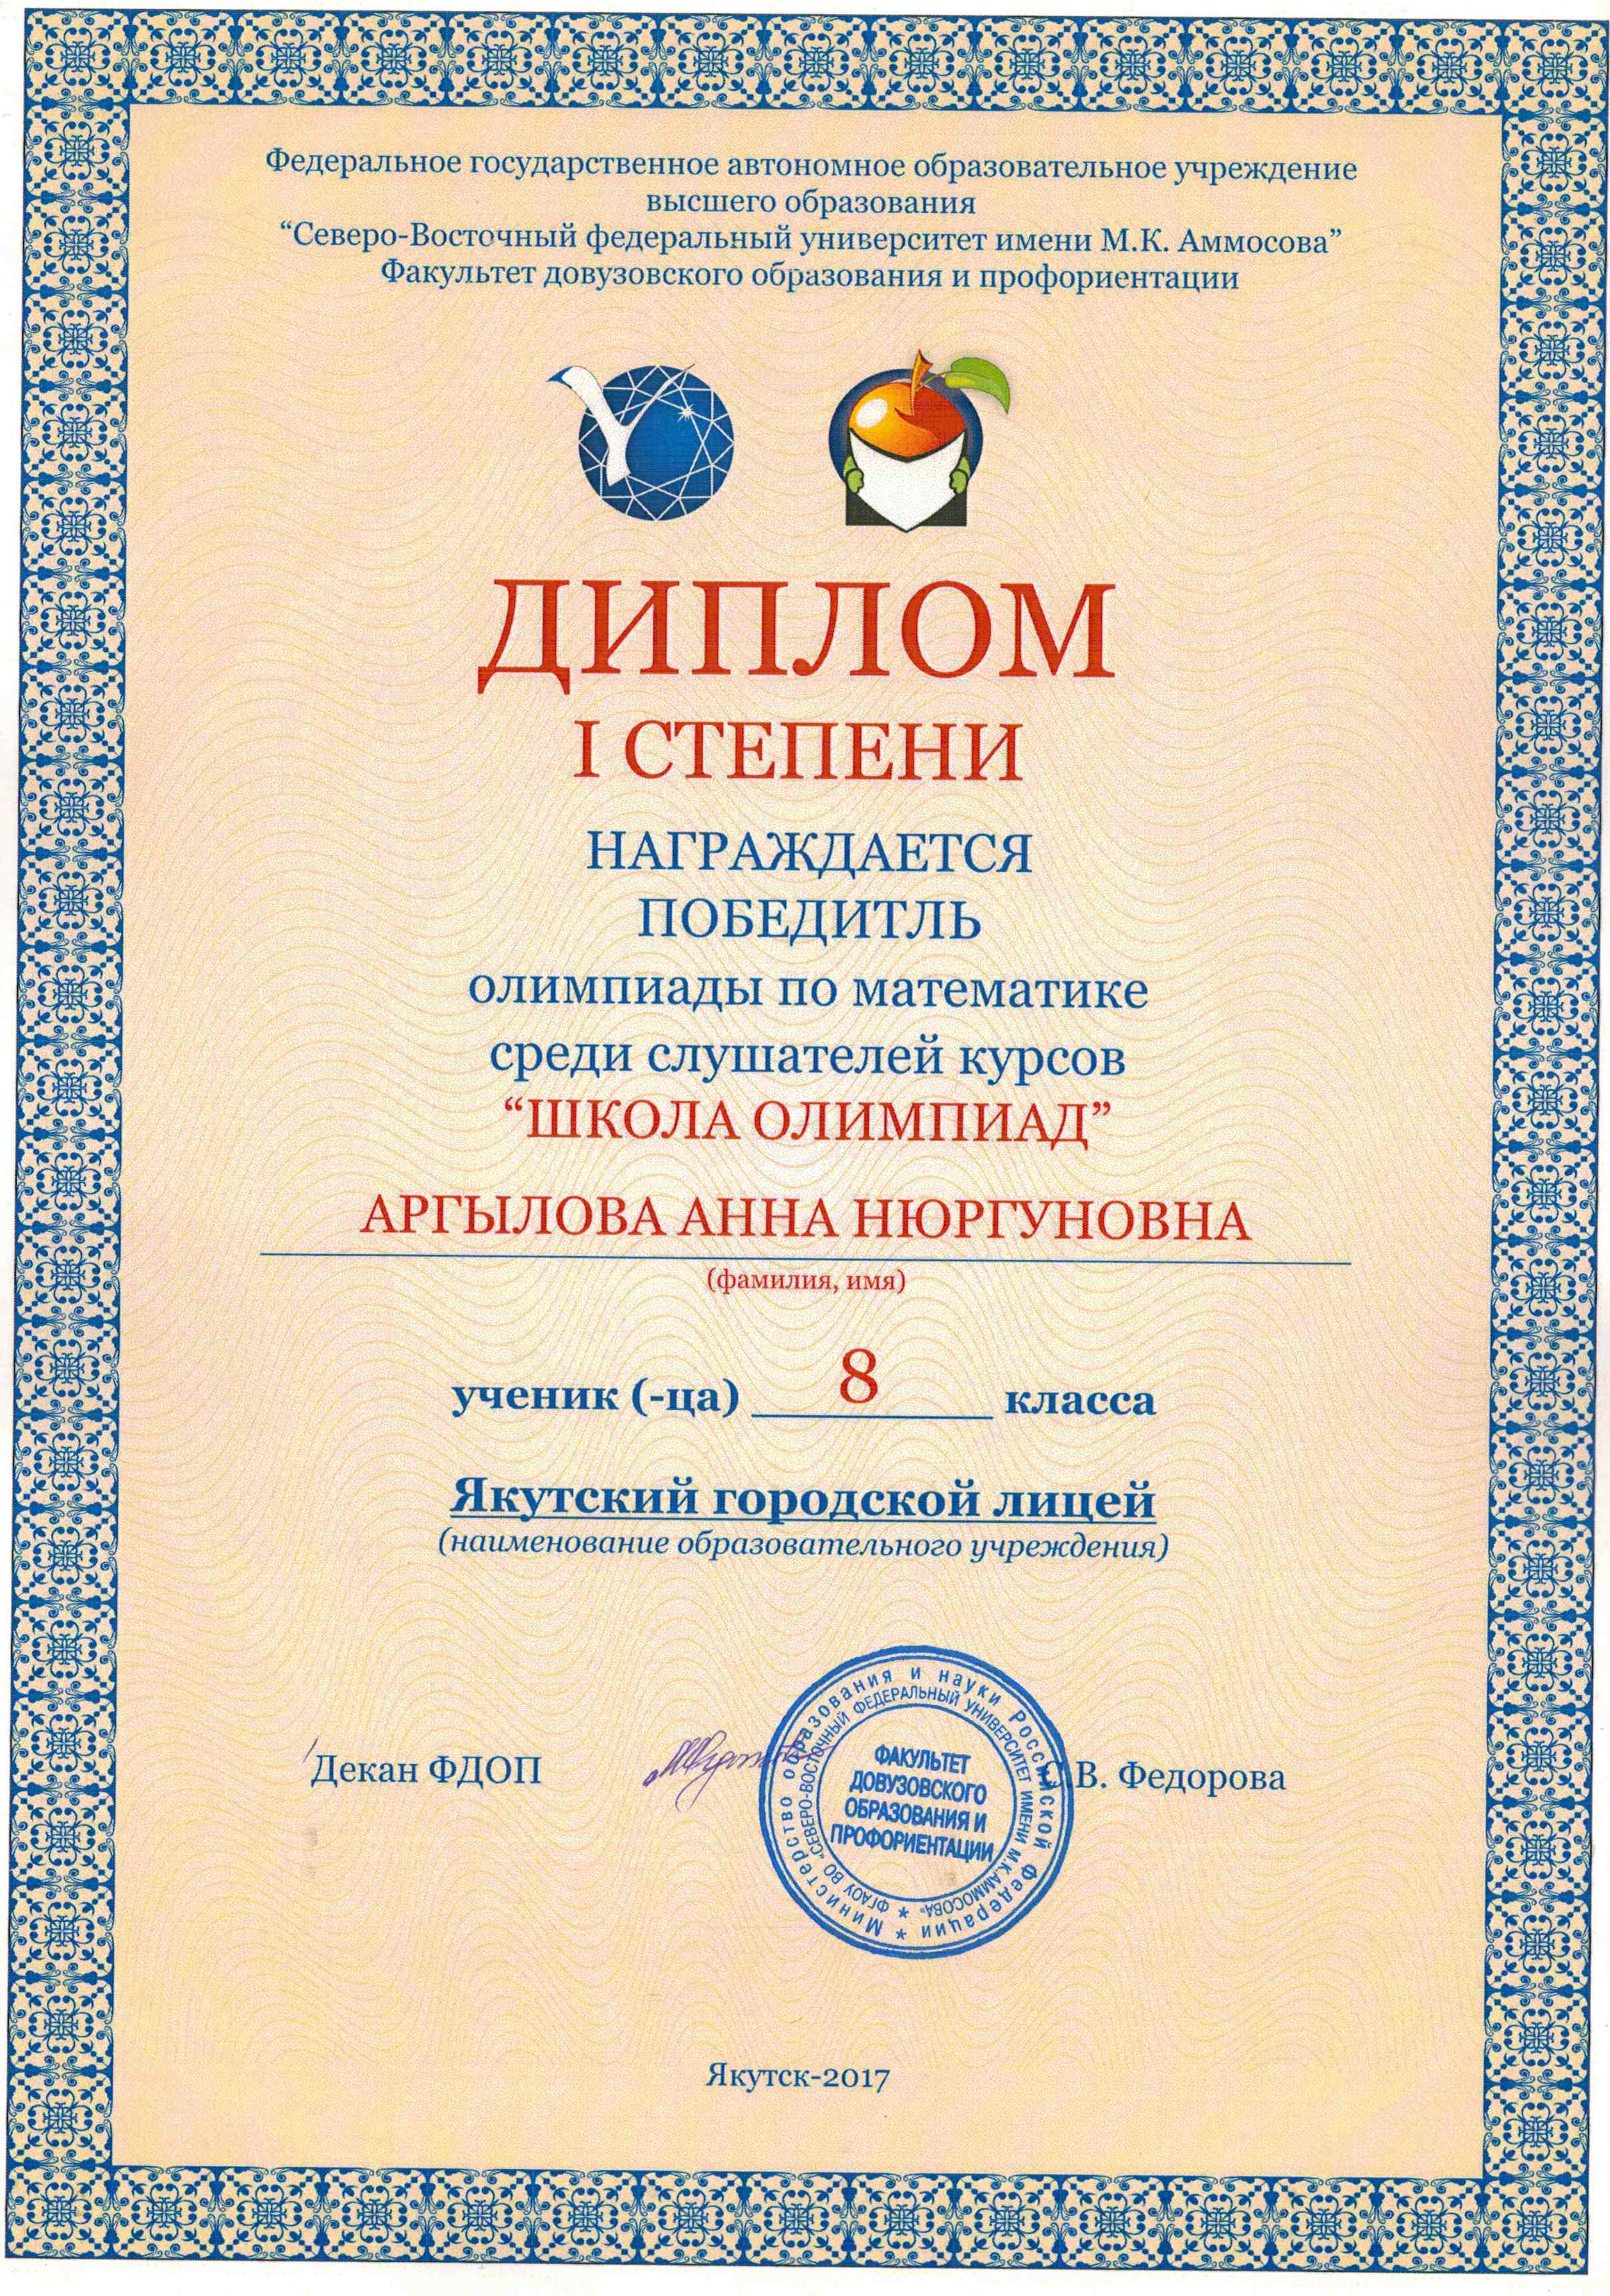 Федеральное государственное автономное образовательное учреждение
высшего образования
“Северо-Восточный федеральный университет имени М.К. Аммосова”
Факультет довузовского образования и профориентации
ДИПЛОМ
I СТЕПЕНИ
НАГРАЖДАЕТСЯ
ПОБЕДИТЛЬ
олимпиады по математике
среди слушателей курсов
“ШКОЛА ОЛИМПИАД”
АРГЫЛОВА АННА НЮРГУНОВНА
(фамилия, имя)
ученик (-ца) 8 класса
Якутский городской лицей
(наименование образовательного учреждения)
Декан ФДОП
.В. Федорова
Министерство образования и науки Российской Федерации *
ФГАОУ ВО «СЕВЕРО-ВОСТОЧНЫЙ ФЕДЕРАЛЬНЫЙ УНИВЕРСИТЕТ ИМЕНИ М.К.АММОСОВА» *
ФАКУЛЬТЕТ
ДОВУЗОВСКОГО
ОБРАЗОВАНИЯ И
ПРОФОРИЕНТАЦИИ
Якутск-2017